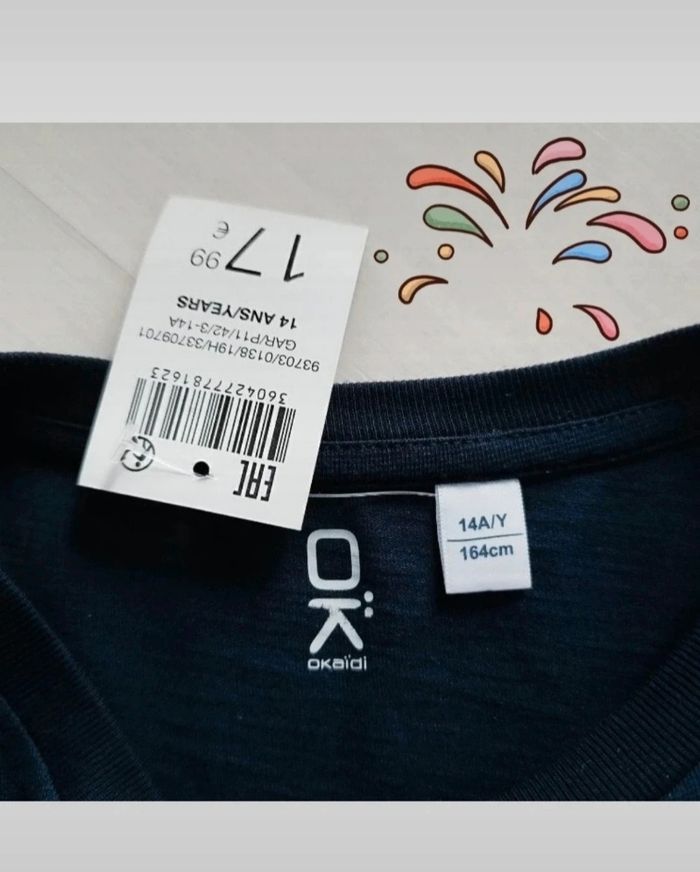 17
99
€
14 ANS/YEARS
GAR/P11/42/3-14A
93703/0138/19H/33709701
3604277781623
EAC
OK
OKaïdi
14A/Y
164cm